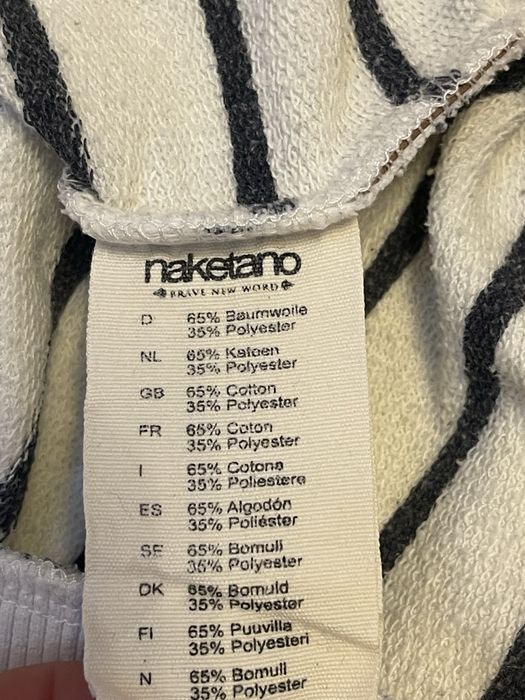 naketano
BRAVE NEW WORD
D 65% Baumwolle
35% Polyester
NL 65% Katoen
35% Polyester
GB 65% Cotton
35% Polyester
FR 65% Coton
35% Polyester
I 65% Cotone
35% Poliestere
ES 65% Algodón
35% Poliéster
SE 65% Bomull
35% Polyester
DK 65% Bomuld
35% Polyester
FI 65% Puuvilla
35% Polyesteri
N 65% Bomull
35% Polyester